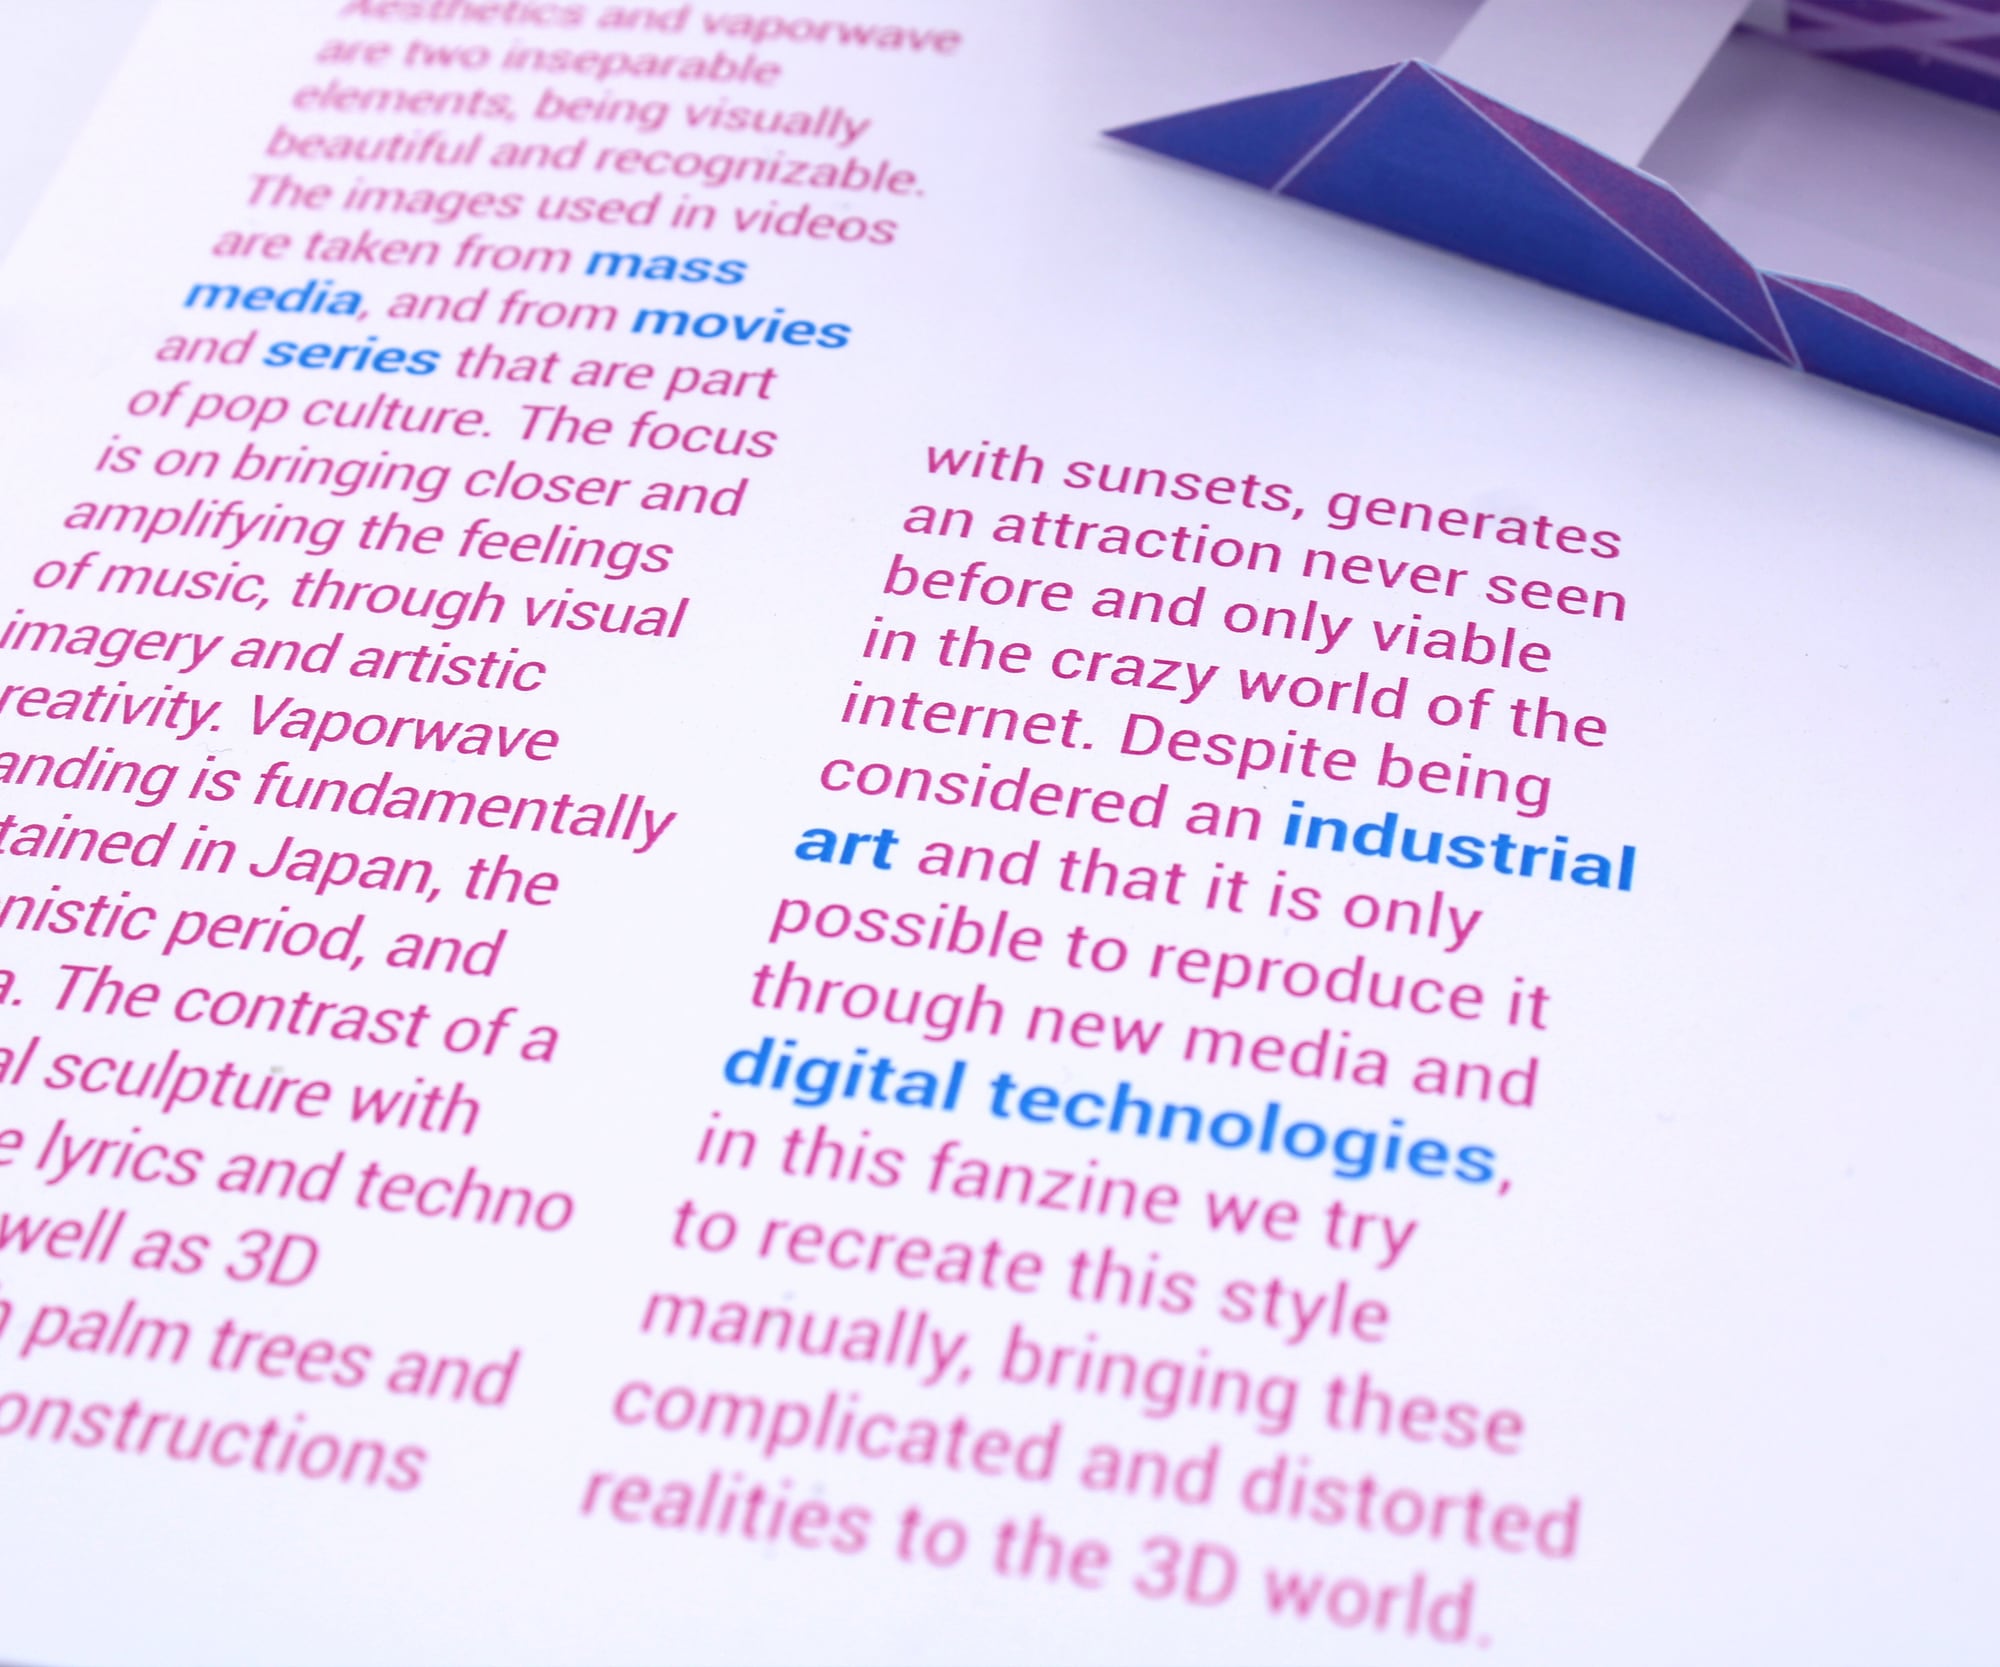 Aesthetics and vaporwave
are two inseparable
elements, being visually
beautiful and recognizable.
The images used in videos
are taken from mass
media, and from movies
and series that are part
of pop culture. The focus
is on bringing closer and
amplifying the feelings
of music, through visual
imagery and artistic
reativity. Vaporwave
anding is fundamentally
tained in Japan, the
nistic period, and
a. The contrast of a
al sculpture with
e lyrics and techno
well as 3D
palm trees and
onstructions
with sunsets, generates
an attraction never seen
before and only viable
in the crazy world of the
internet. Despite being
considered an industrial
art and that it is only
possible to reproduce it
through new media and
digital technologies,
in this fanzine we try
to recreate this style
manually, bringing these
complicated and distorted
realities to the 3D world.